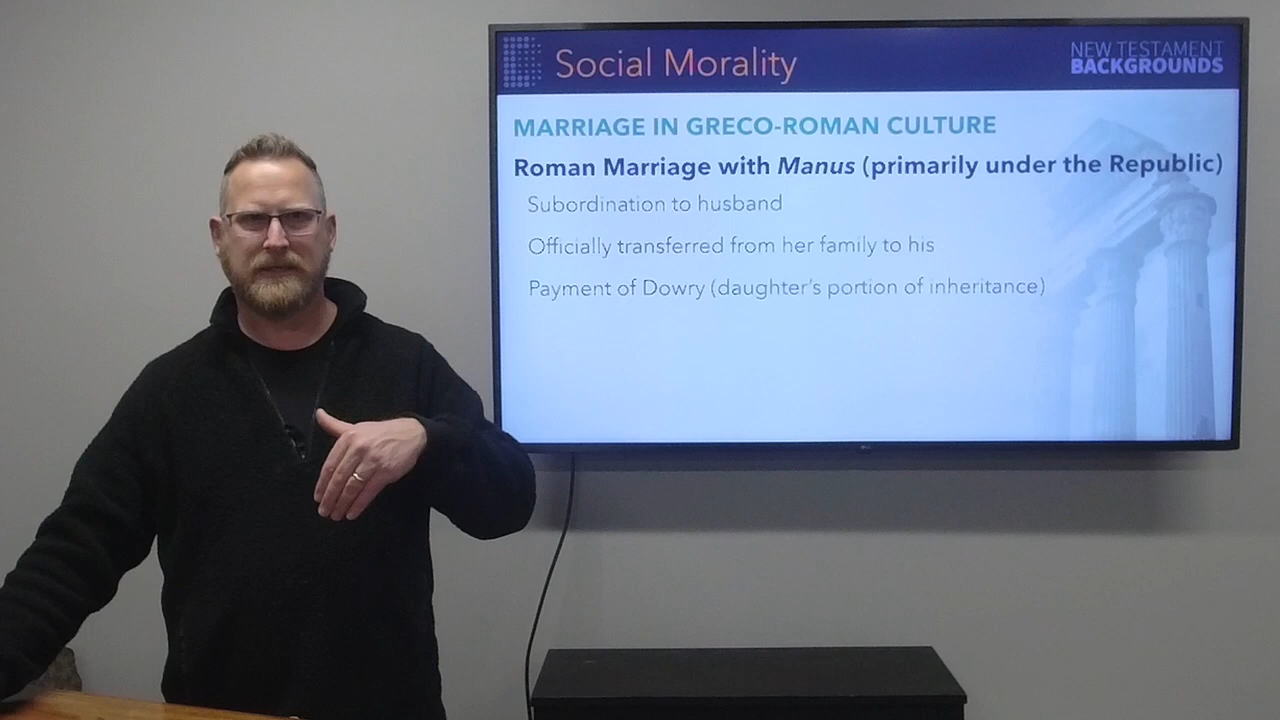 Social Morality
NEW TESTAMENT
BACKGROUNDS
MARRIAGE IN GRECO-ROMAN CULTURE
Roman Marriage with Manus (primarily under the Republic)
Subordination to husband
Officially transferred from her family to his
Payment of Dowry (daughter's portion of inheritance)